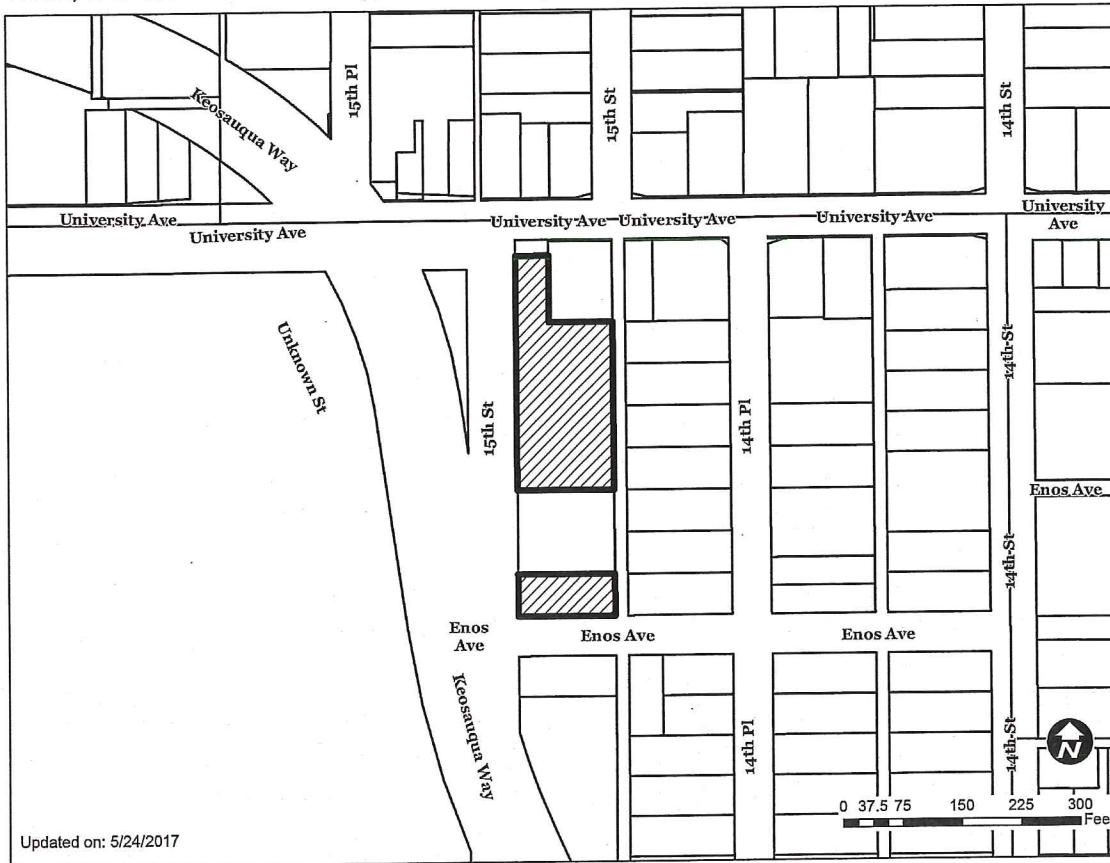 15th Pl
15th St
14th St
Keosauqua Way
University Ave
University Ave
University Ave
University Ave
University Ave
University
Ave
Unknown St
15th St
14th Pl
14th-St
Enos Ave
14th-St
Enos
Ave
Enos Ave
Enos Ave
Keosauqua Way
14th Pl
14th-St
N
0 37.5 75 150 225 300
Fee
Updated on: 5/24/2017